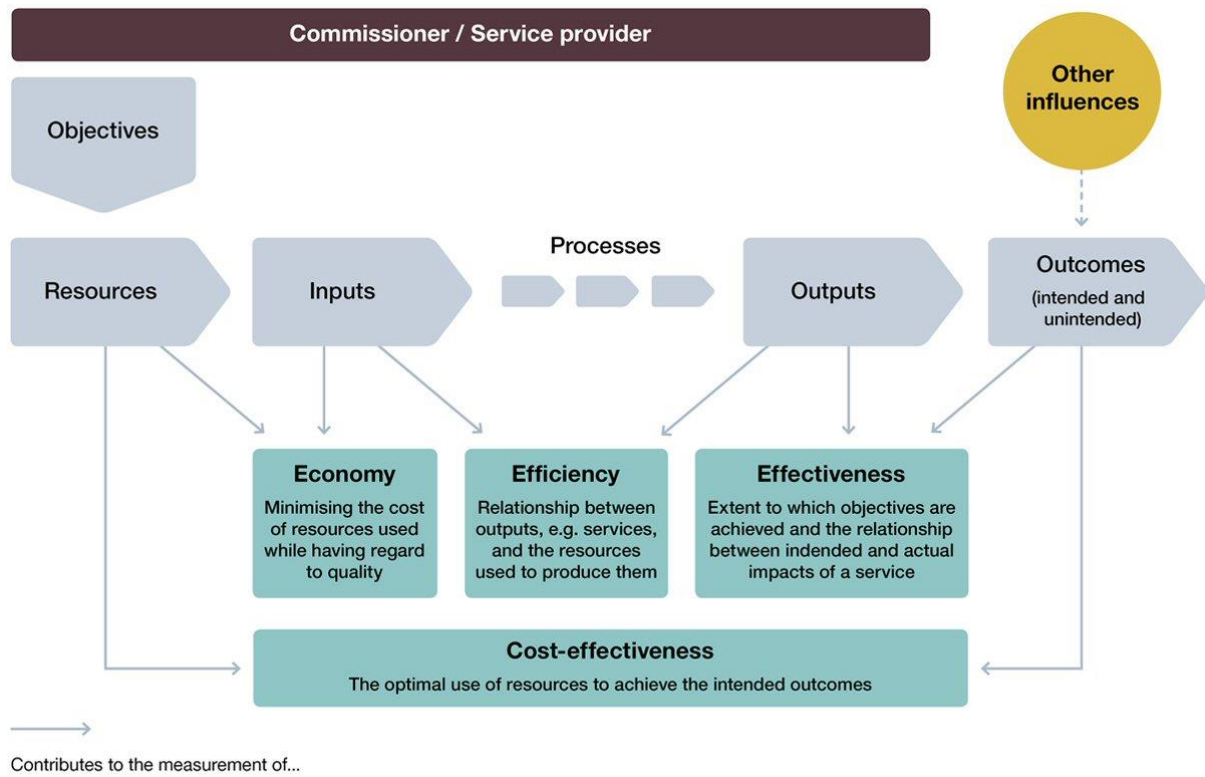 Commissioner / Service provider
Other
influences
Objectives
Resources
Inputs
Processes
Outputs
Outcomes
(intended and
unintended)
Economy
Minimising the cost
of resources used
while having regard
to quality
Efficiency
Relationship between
outputs, e.g. services,
and the resources
used to produce them
Effectiveness
Extent to which objectives are
achieved and the relationship
between indended and actual
impacts of a service
Cost-effectiveness
The optimal use of resources to achieve the intended outcomes
Contributes to the measurement of...